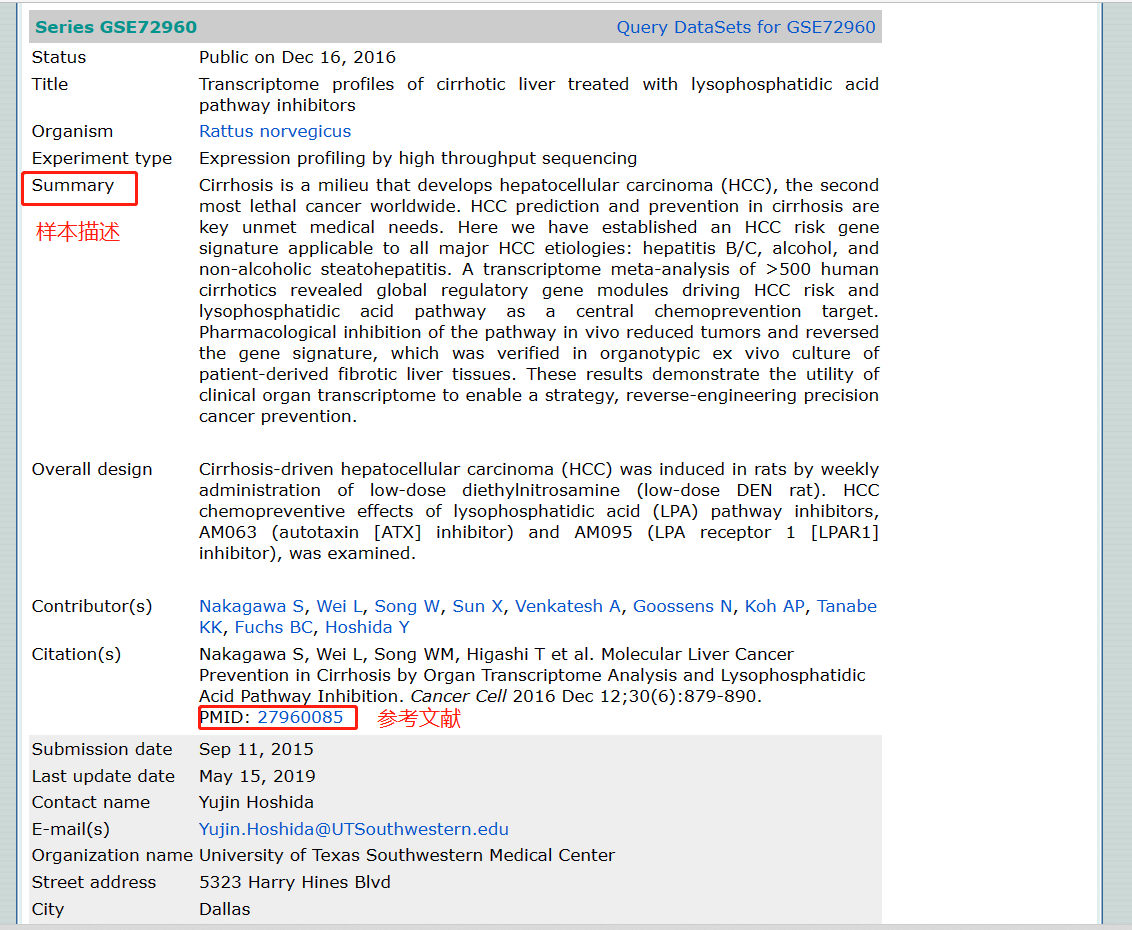 Series GSE72960 Query DataSets for GSE72960
Status Public on Dec 16, 2016
Title Transcriptome profiles of cirrhotic liver treated with lysophosphatidic acid
pathway inhibitors
Organism Rattus norvegicus
Experiment type Expression profiling by high throughput sequencing
Summary Cirrhosis is a milieu that develops hepatocellular carcinoma (HCC), the second
most lethal cancer worldwide. HCC prediction and prevention in cirrhosis are
key unmet medical needs. Here we have established an HCC risk gene
样本描述
signature applicable to all major HCC etiologies: hepatitis B/C, alcohol, and
non-alcoholic steatohepatitis. A transcriptome meta-analysis of >500 human
cirrhotics revealed global regulatory gene modules driving HCC risk and
lysophosphatidic acid pathway as a central chemoprevention target.
Pharmacological inhibition of the pathway in vivo reduced tumors and reversed
the gene signature, which was verified in organotypic ex vivo culture of
patient-derived fibrotic liver tissues. These results demonstrate the utility of
clinical organ transcriptome to enable a strategy, reverse-engineering precision
cancer prevention.
Overall design Cirrhosis-driven hepatocellular carcinoma (HCC) was induced in rats by weekly
administration of low-dose diethylnitrosamine (low-dose DEN rat). HCC
chemopreventive effects of lysophosphatidic acid (LPA) pathway inhibitors,
AM063 (autotaxin [ATX] inhibitor) and AM095 (LPA receptor 1 [LPAR1]
inhibitor), was examined.
Contributor(s) Nakagawa S, Wei L, Song W, Sun X, Venkatesh A, Goossens N, Koh AP, Tanabe
KK, Fuchs BC, Hoshida Y
Citation(s) Nakagawa S, Wei L, Song WM, Higashi T et al. Molecular Liver Cancer
Prevention in Cirrhosis by Organ Transcriptome Analysis and Lysophosphatidic
Acid Pathway Inhibition. Cancer Cell 2016 Dec 12;30(6):879-890.
PMID: 27960085 参考文献
Submission date Sep 11, 2015
Last update date May 15, 2019
Contact name Yujin Hoshida
E-mail(s) Yujin.Hoshida@UTSouthwestern.edu
Organization name University of Texas Southwestern Medical Center
Street address 5323 Harry Hines Blvd
City Dallas